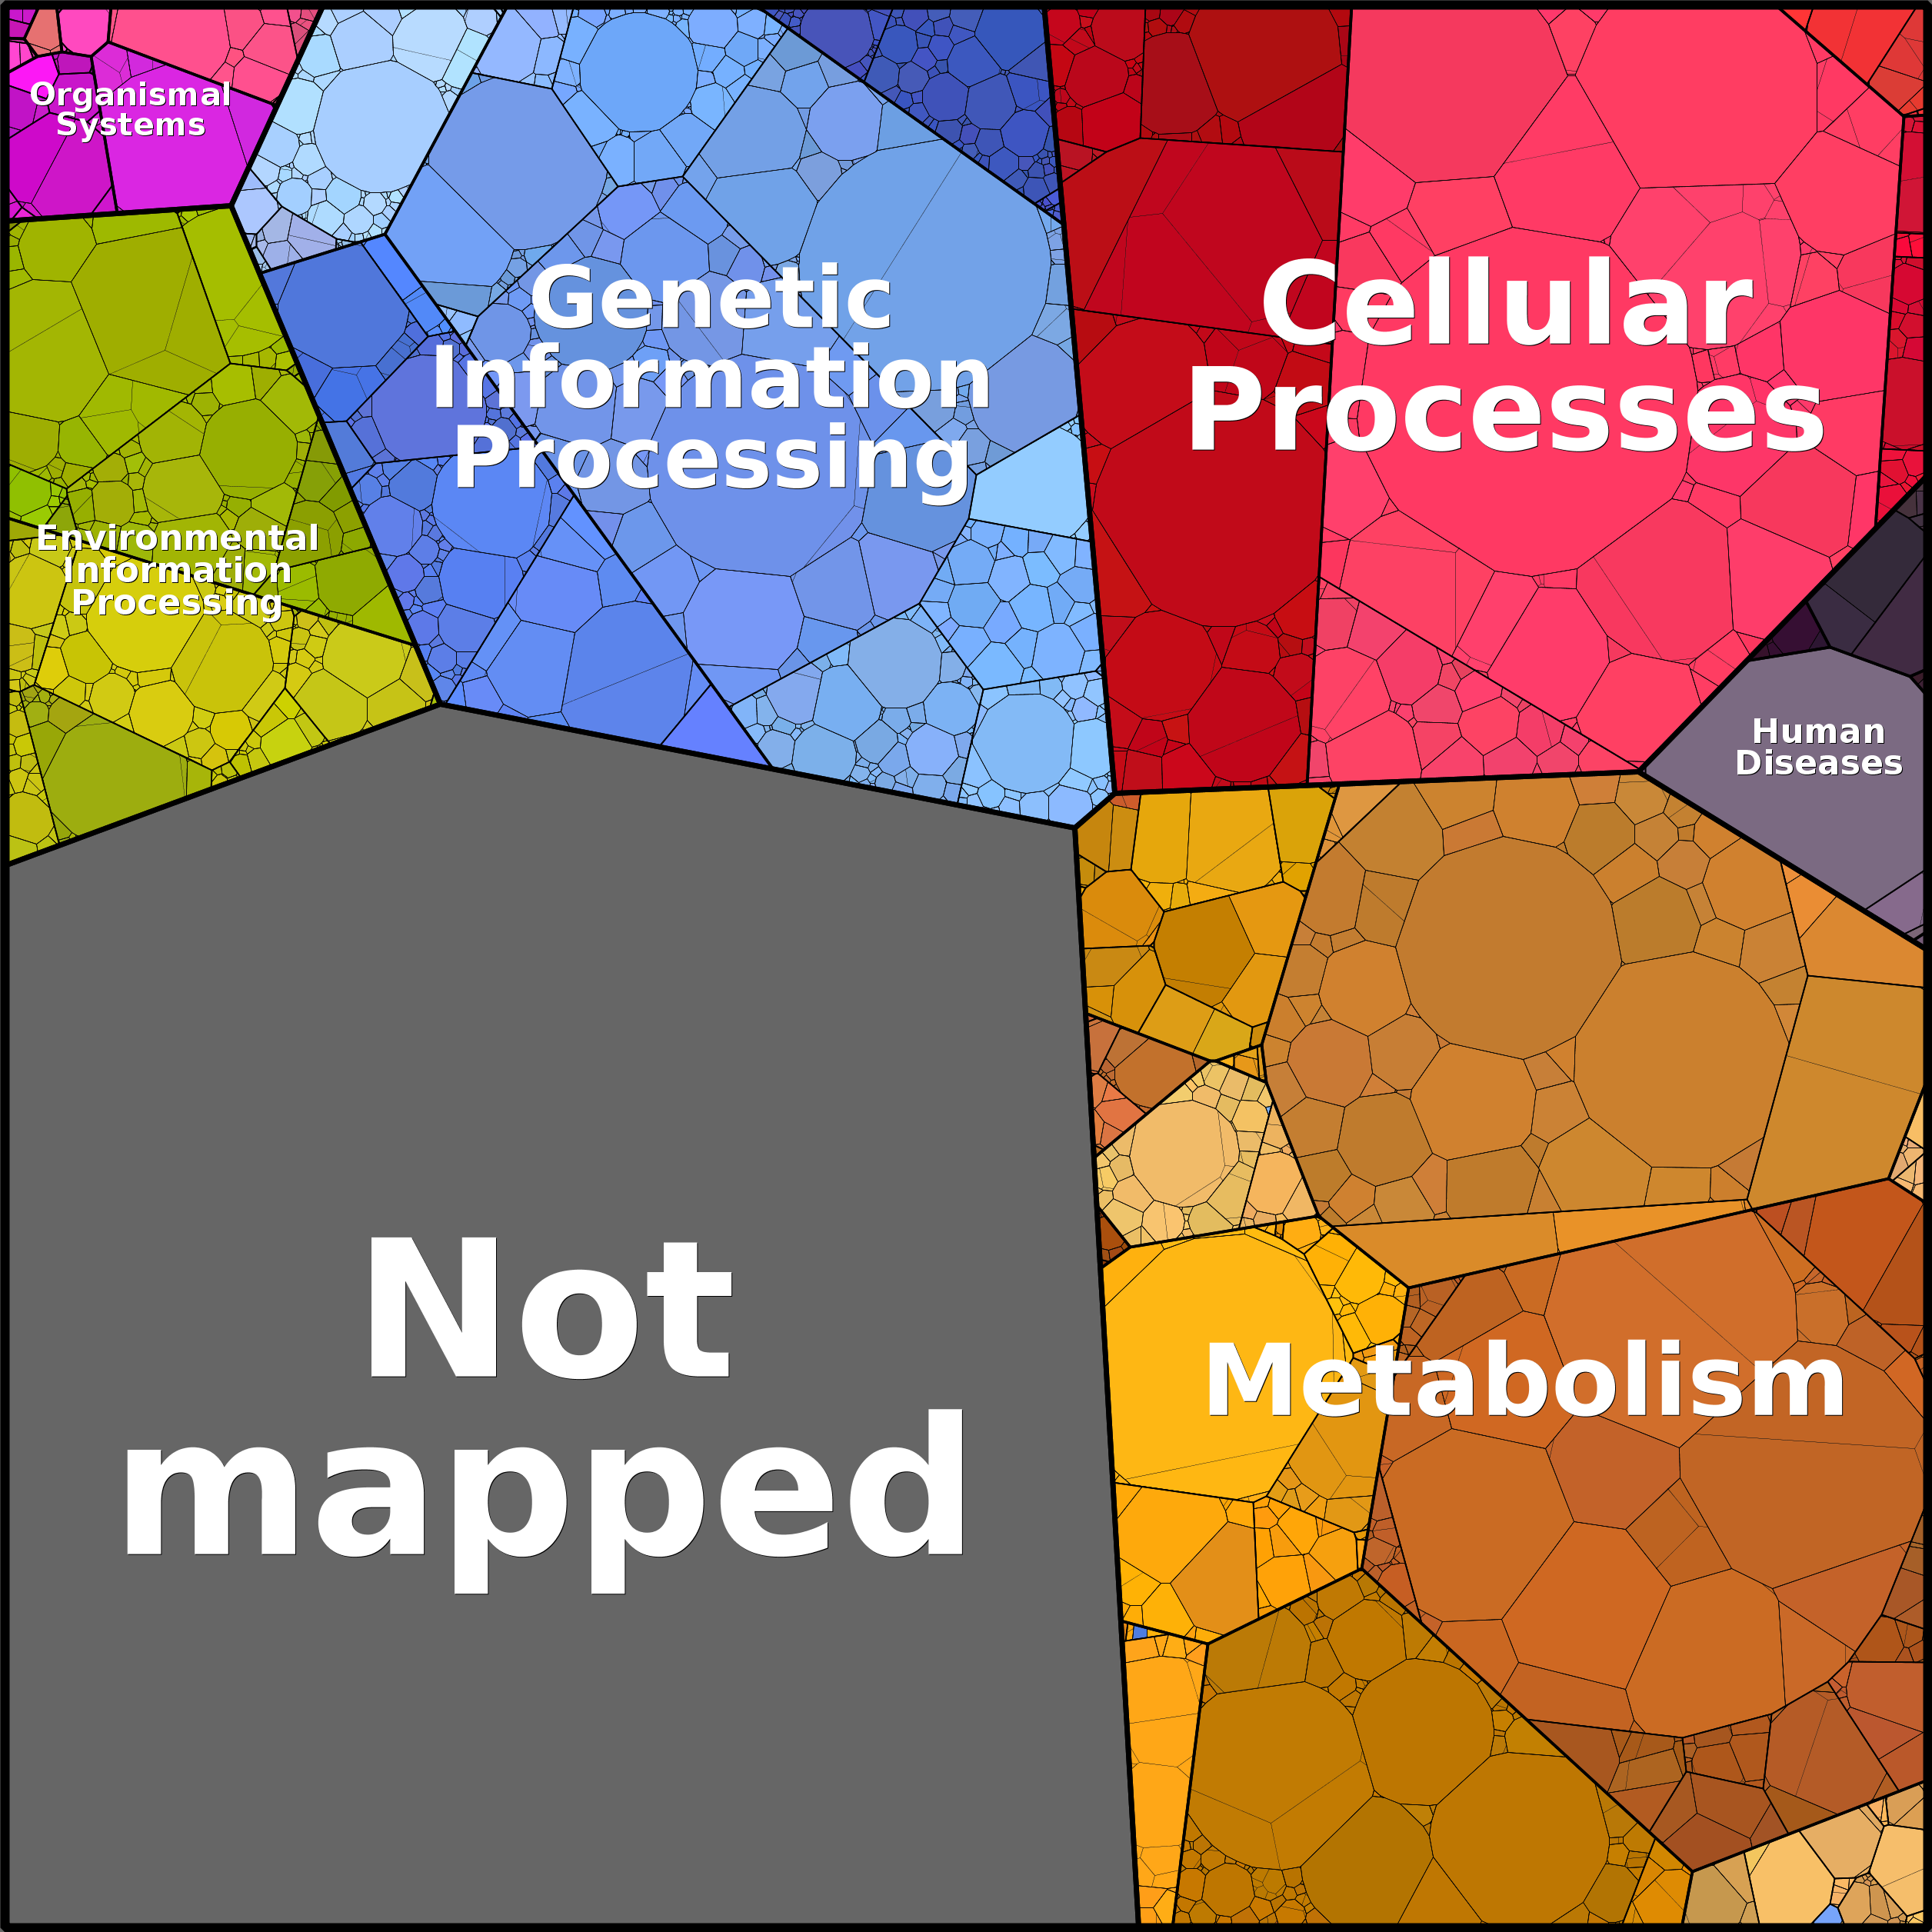 Organismal
Systems
Genetic
Information
Processing
Cellular
Processes
Environmental
Information
Processing
Human
Diseases
Not
mapped
Metabolism